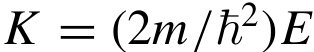 K = (2m/ℏ²)E